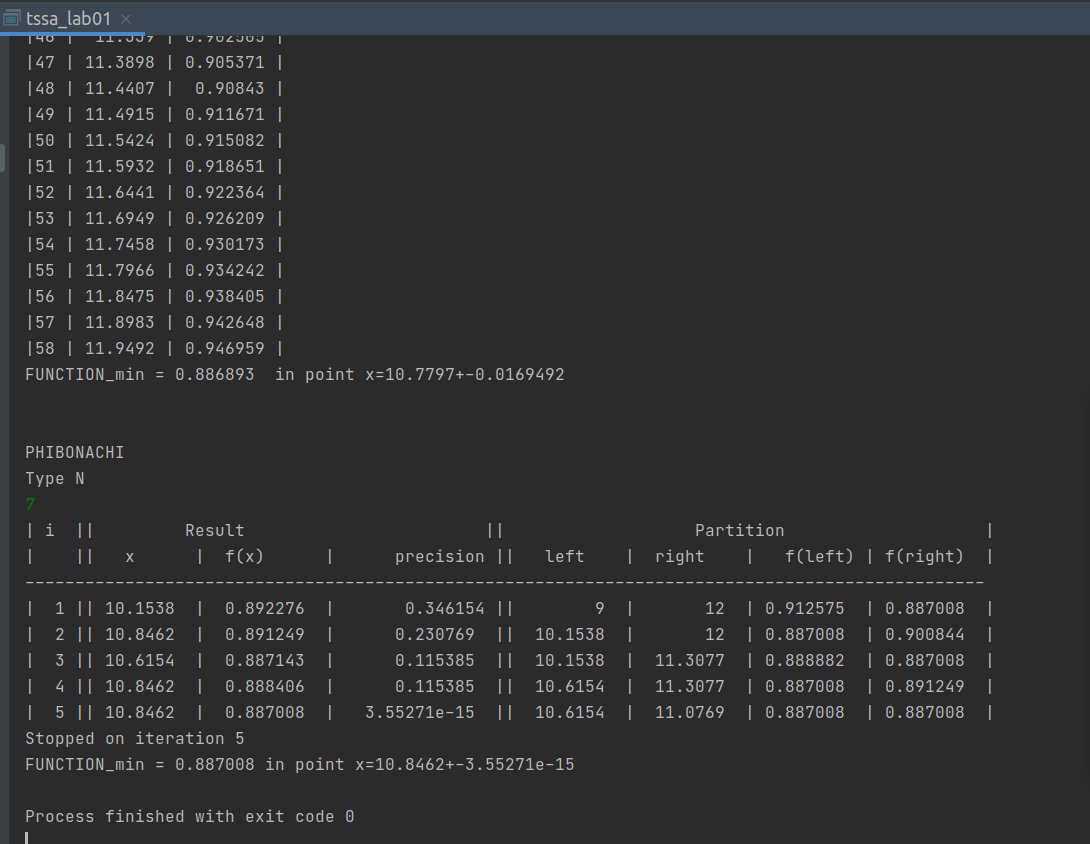 tssa_lab01 ×
|46 | 11.339 | 0.902505 |
|47 | 11.3898 | 0.905371 |
|48 | 11.4407 | 0.90843 |
|49 | 11.4915 | 0.911671 |
|50 | 11.5424 | 0.915082 |
|51 | 11.5932 | 0.918651 |
|52 | 11.6441 | 0.922364 |
|53 | 11.6949 | 0.926209 |
|54 | 11.7458 | 0.930173 |
|55 | 11.7966 | 0.934242 |
|56 | 11.8475 | 0.938405 |
|57 | 11.8983 | 0.942648 |
|58 | 11.9492 | 0.946959 |
FUNCTION_min = 0.886893 in point x=10.7797+-0.0169492
PHIBONACHI
Type N
7
| i || Result || Partition |
| || x | f(x) | precision || left | right | f(left) | f(right) |
------------------------------------------------------------------------------------------------
| 1 || 10.1538 | 0.892276 | 0.346154 || 9 | 12 | 0.912575 | 0.887008 |
| 2 || 10.8462 | 0.891249 | 0.230769 || 10.1538 | 12 | 0.887008 | 0.900844 |
| 3 || 10.6154 | 0.887143 | 0.115385 || 10.1538 | 11.3077 | 0.888882 | 0.887008 |
| 4 || 10.8462 | 0.888406 | 0.115385 || 10.6154 | 11.3077 | 0.887008 | 0.891249 |
| 5 || 10.8462 | 0.887008 | 3.55271e-15 || 10.6154 | 11.0769 | 0.887008 | 0.887008 |
Stopped on iteration 5
FUNCTION_min = 0.887008 in point x=10.8462+-3.55271e-15
Process finished with exit code 0